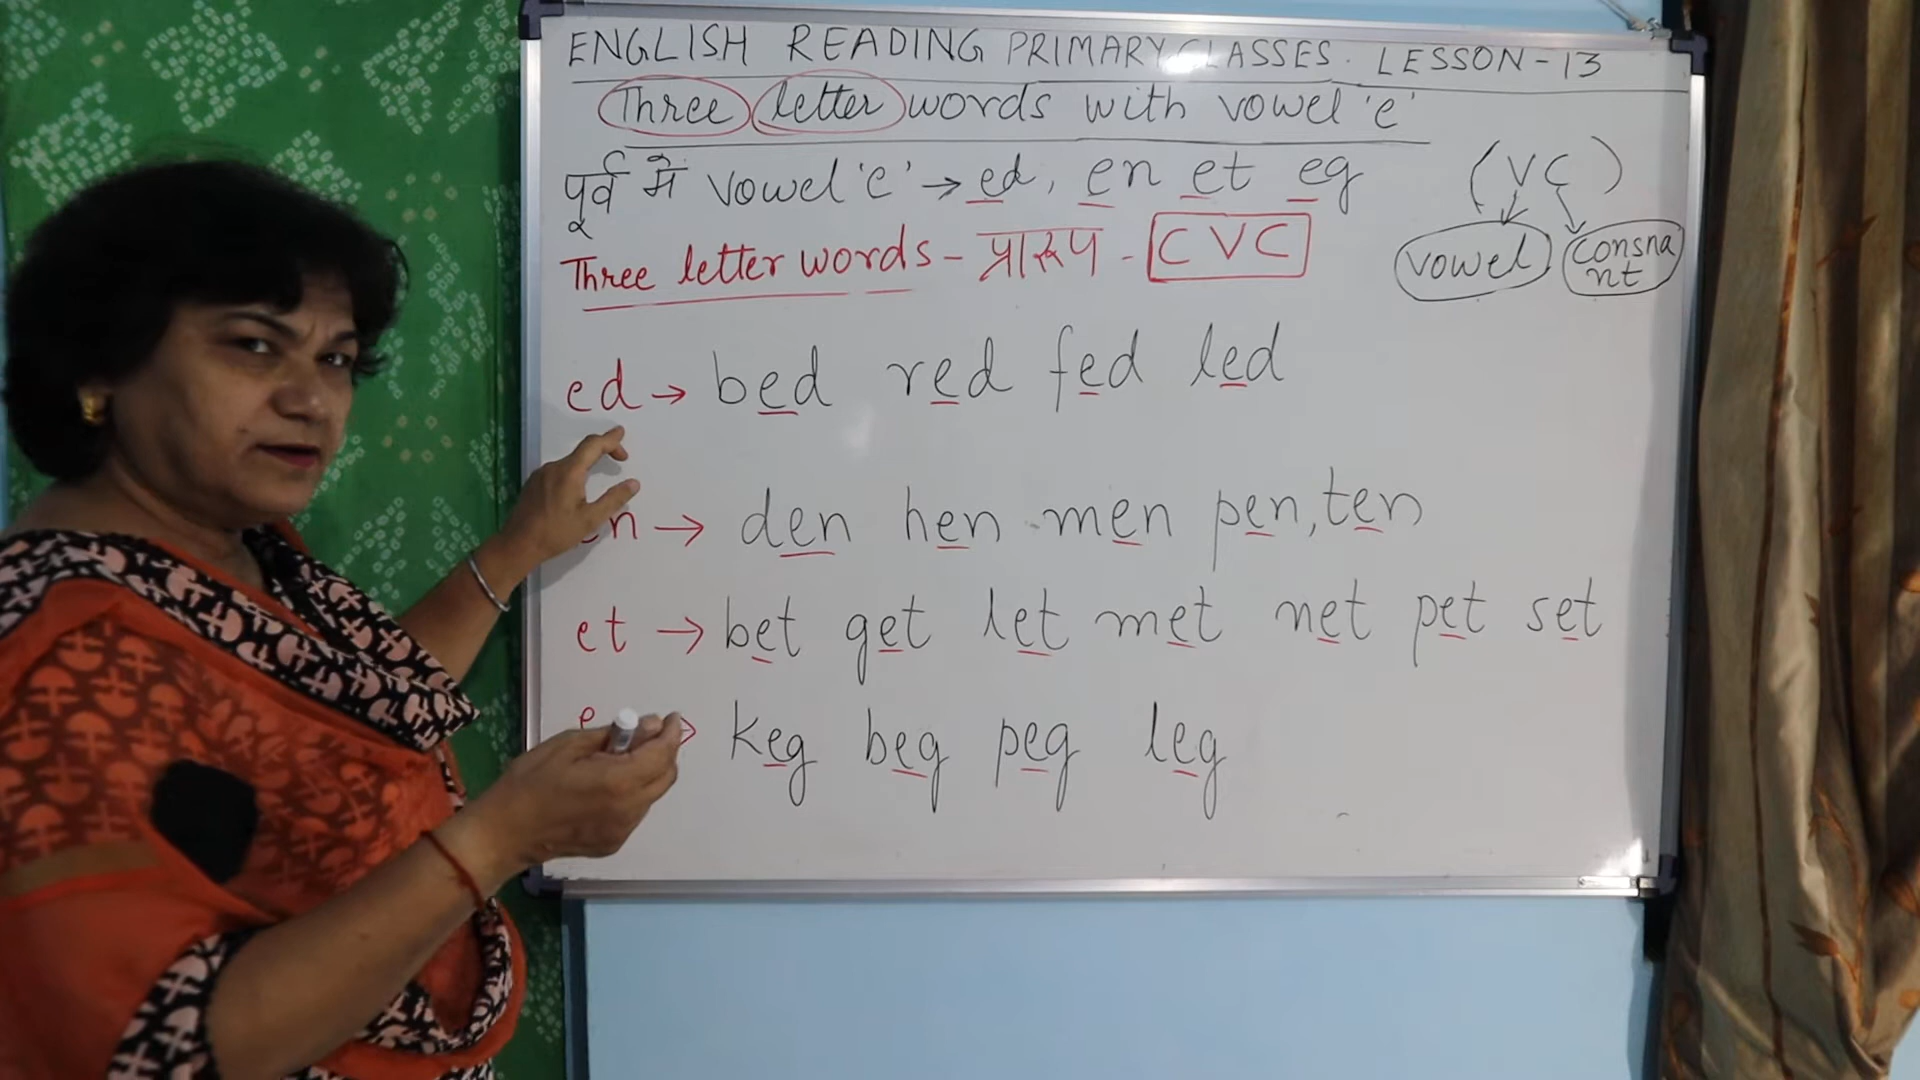 ENGLISH READING PRIMARY CLASSES. LESSON-13
Three letter words with vowel 'e'
पूर्व में vowel 'e' → ed, en et eg
(VC)
vowel consnant
Three letter words - प्रारूप - CVC
ed → bed red fed led
n → den hen men pen, ten
et → bet get let met net pet set
e → keg beg peg leg